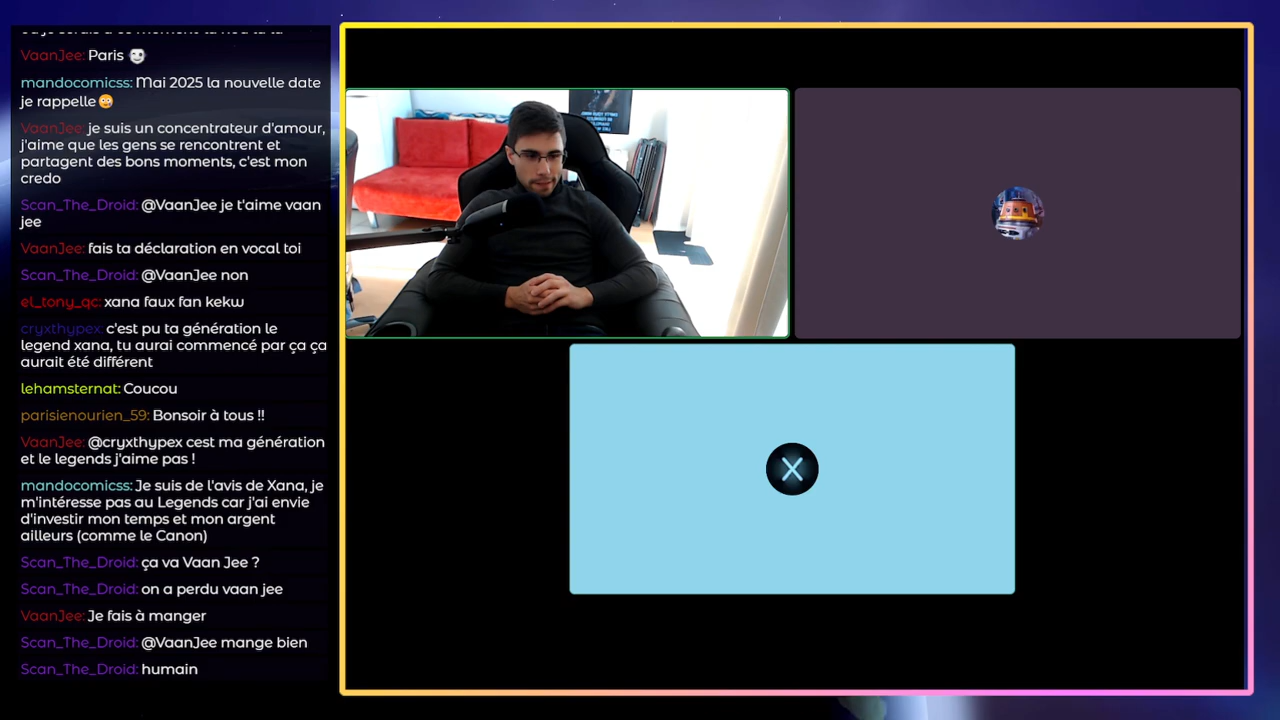 VaanJee: Paris
mandocomicss: Mai 2025 la nouvelle date
je rappelle
VaanJee: je suis un concentrateur d'amour,
j'aime que les gens se rencontrent et
partagent des bons moments, c'est mon
credo
Scan_The_Droid: @VaanJee je t'aime vaan
jee
VaanJee: fais ta déclaration en vocal toi
Scan_The_Droid: @VaanJee non
el_tony_qc: xana faux fan kekw
cryxthypex: c'est pu ta génération le
legend xana, tu aurai commencé par ça ça
aurait été différent
lehamsternat: Coucou
parisienourien_59: Bonsoir à tous !!
VaanJee: @cryxthypex cest ma génération
et le legends j'aime pas !
mandocomicss: Je suis de l'avis de Xana, je
m'intéresse pas au Legends car j'ai envie
d'investir mon temps et mon argent
ailleurs (comme le Canon)
Scan_The_Droid: ça va Vaan Jee ?
Scan_The_Droid: on a perdu vaan jee
VaanJee: Je fais à manger
Scan_The_Droid: @VaanJee mange bien
Scan_The_Droid: humain